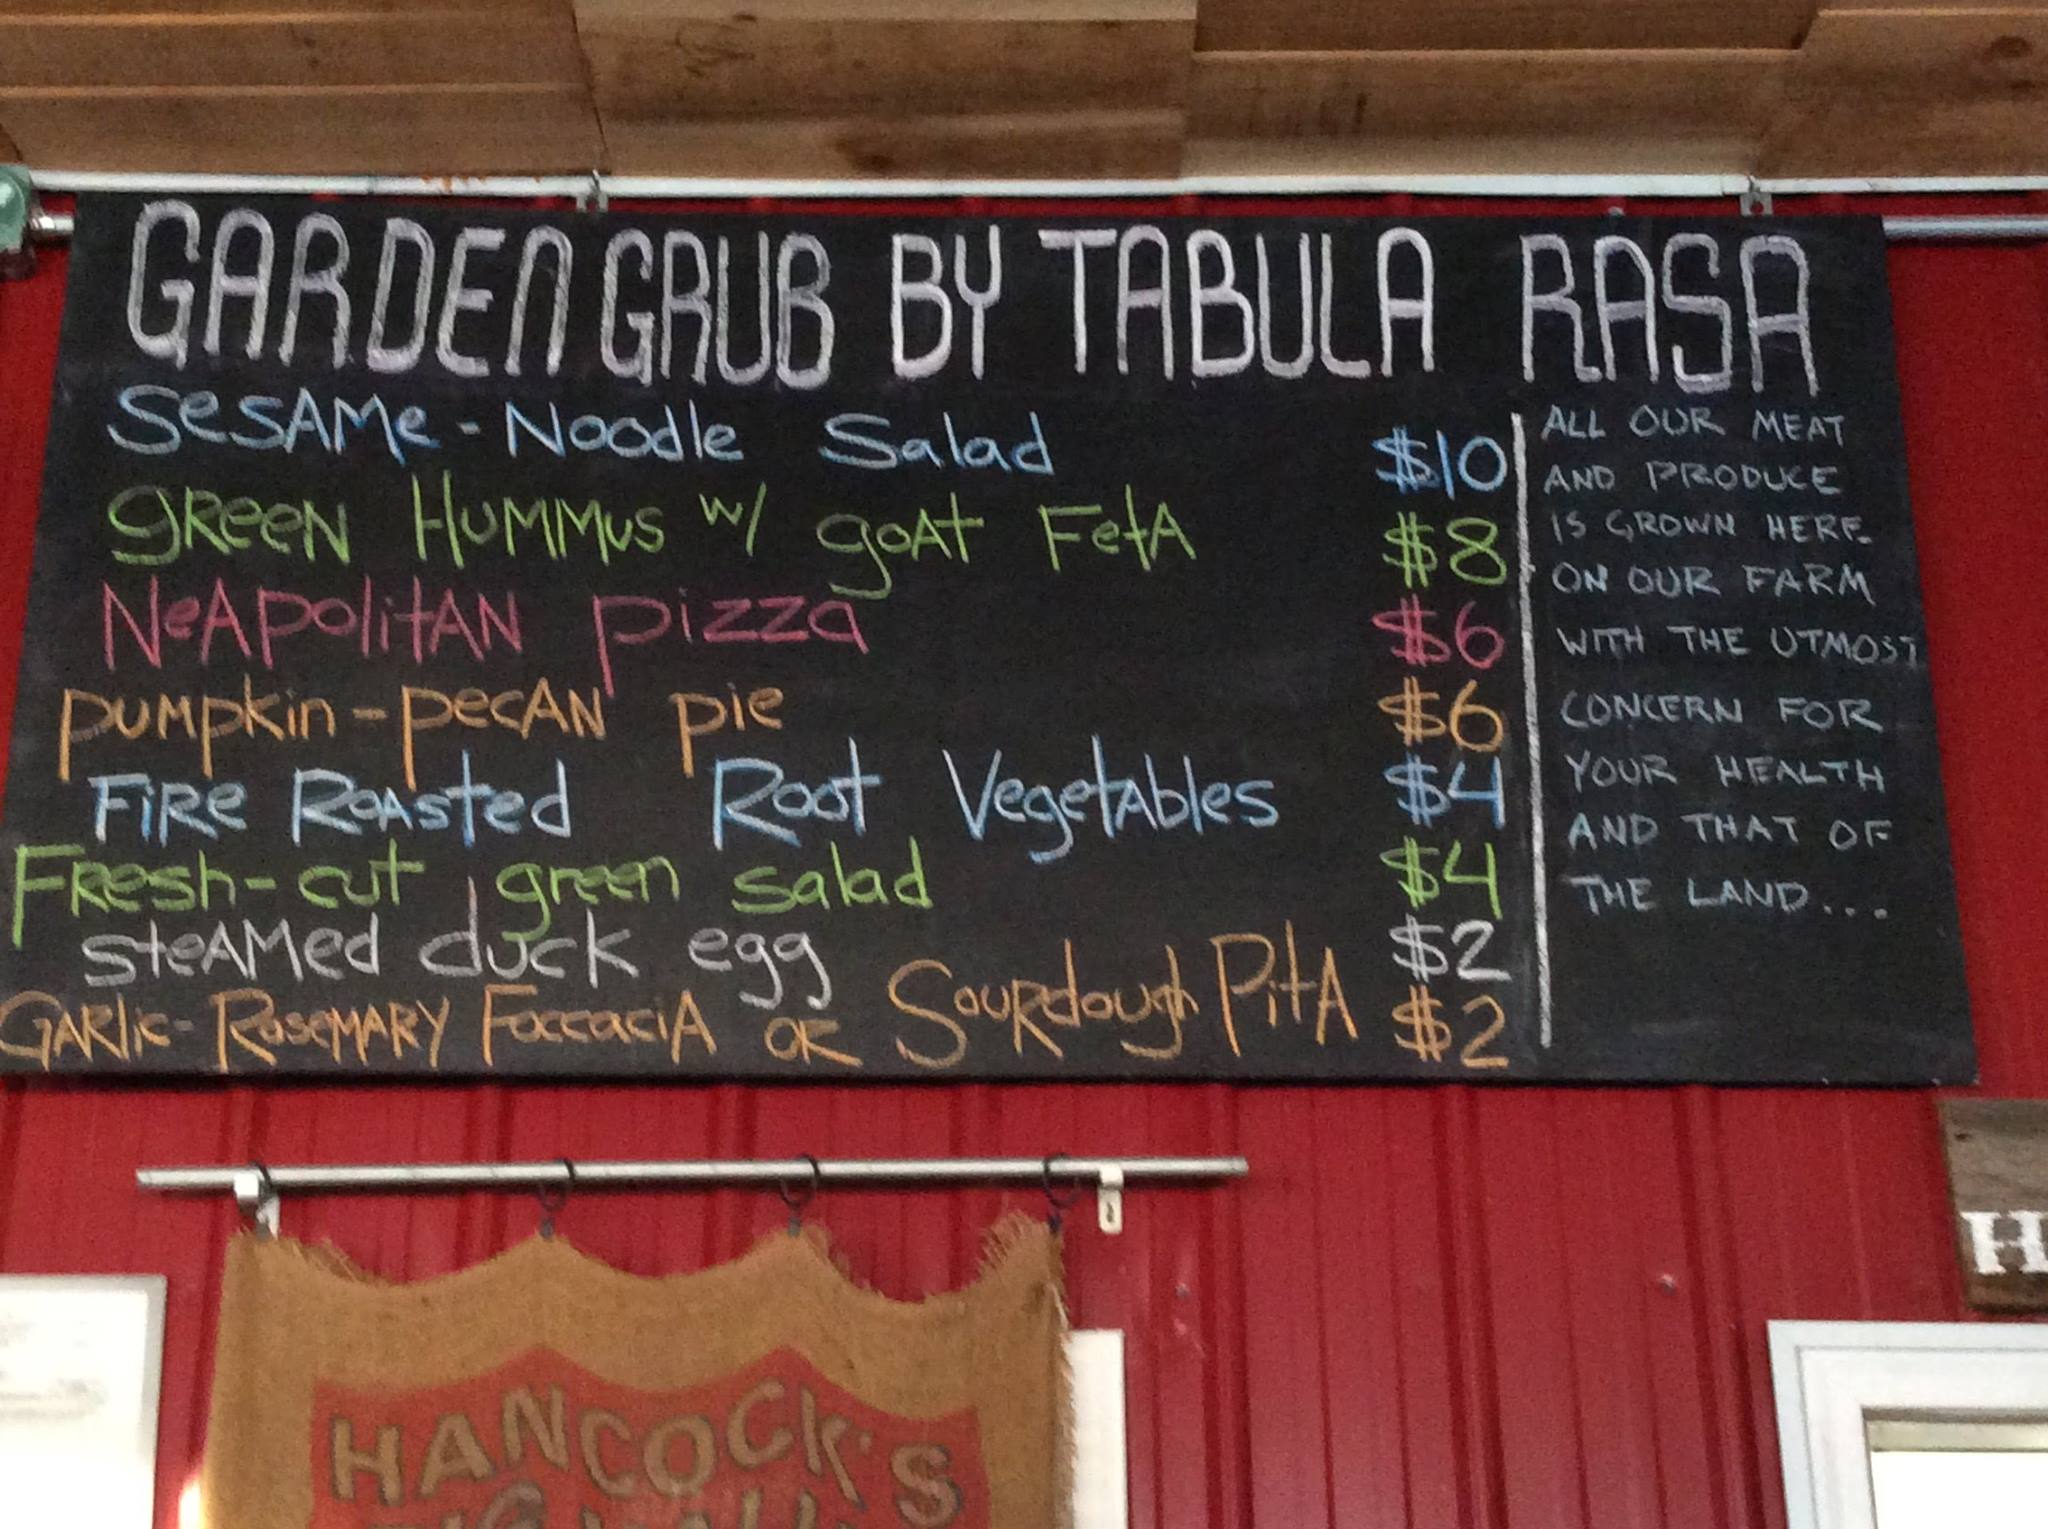 GARDEN GRUB BY TABULA RASA
SeSAMe - Noodle Salad $10
gReeN HuMMus w/ goAt FetA $8
NeApolitAN pizza $6
pumpkin - pecAN pie $6
FiRe RoAsted Root VegetAbles $4
FResh-cut green salad $4
steAMed duck egg $2
GARlic-RoseMARY FoccaciA OR SouRdough PitA $2
ALL OUR MEAT
AND PRODUCE
IS GROWN HERE
ON OUR FARM
WITH THE UTMOST
CONCERN FOR
YOUR HEALTH
AND THAT OF
THE LAND...
HANCOCK'S